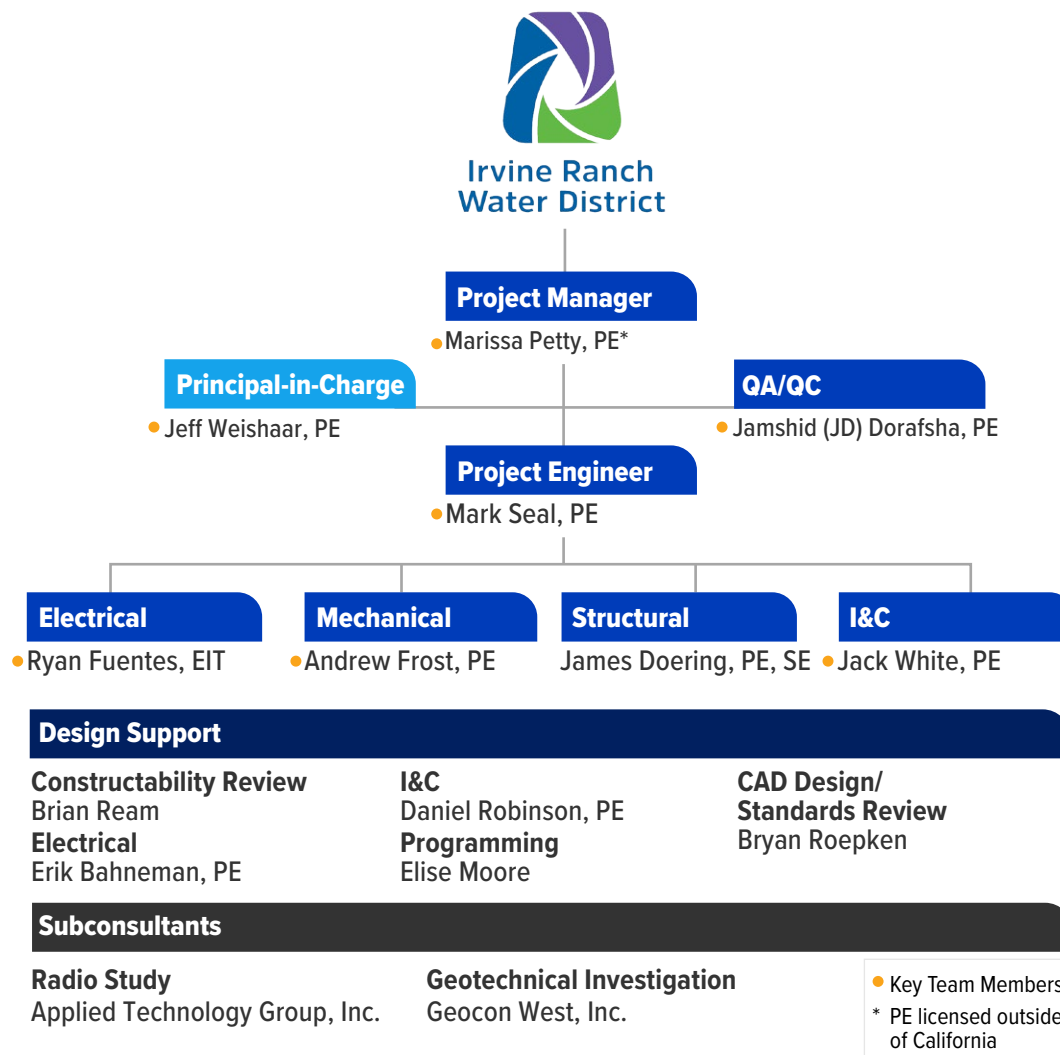 Irvine Ranch
Water District
Project Manager
Marissa Petty, PE*
Principal-in-Charge
Jeff Weishaar, PE
QA/QC
Jamshid (JD) Dorafsha, PE
Project Engineer
Mark Seal, PE
Electrical
Ryan Fuentes, EIT
Mechanical
Andrew Frost, PE
Structural
James Doering, PE, SE
I&C
Jack White, PE
Design Support
Constructability Review
Brian Ream
Electrical
Erik Bahneman, PE
I&C
Daniel Robinson, PE
Programming
Elise Moore
CAD Design/
Standards Review
Bryan Roepken
Subconsultants
Radio Study
Applied Technology Group, Inc.
Geotechnical Investigation
Geocon West, Inc.
Key Team Members
* PE licensed outside
of California